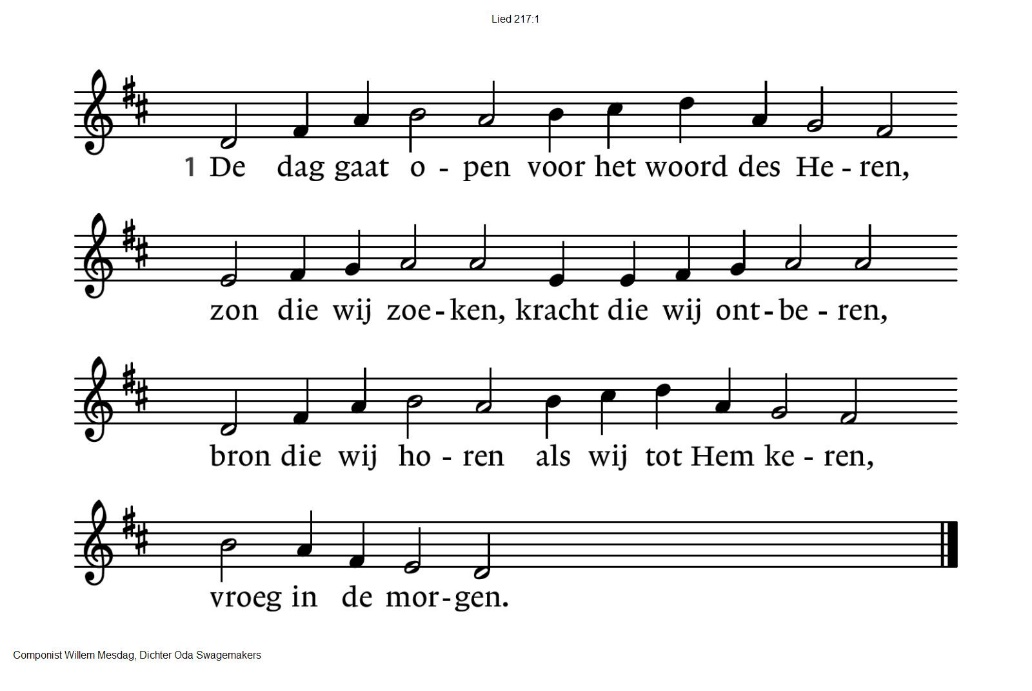 Lied 217:1
1 De dag gaat o - pen voor het woord des He - ren,
zon die wij zoe - ken, kracht die wij ont - be - ren,
bron die wij ho - ren als wij tot Hem ke - ren,
vroeg in de mor - gen.
Componist Willem Mesdag, Dichter Oda Swagemakers